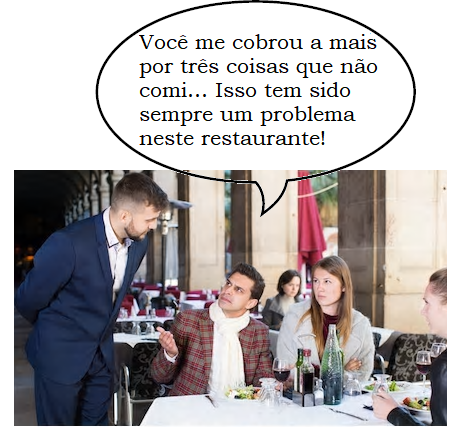 Você me cobrou a mais
por três coisas que não
comi... Isso tem sido
sempre um problema
neste restaurante!